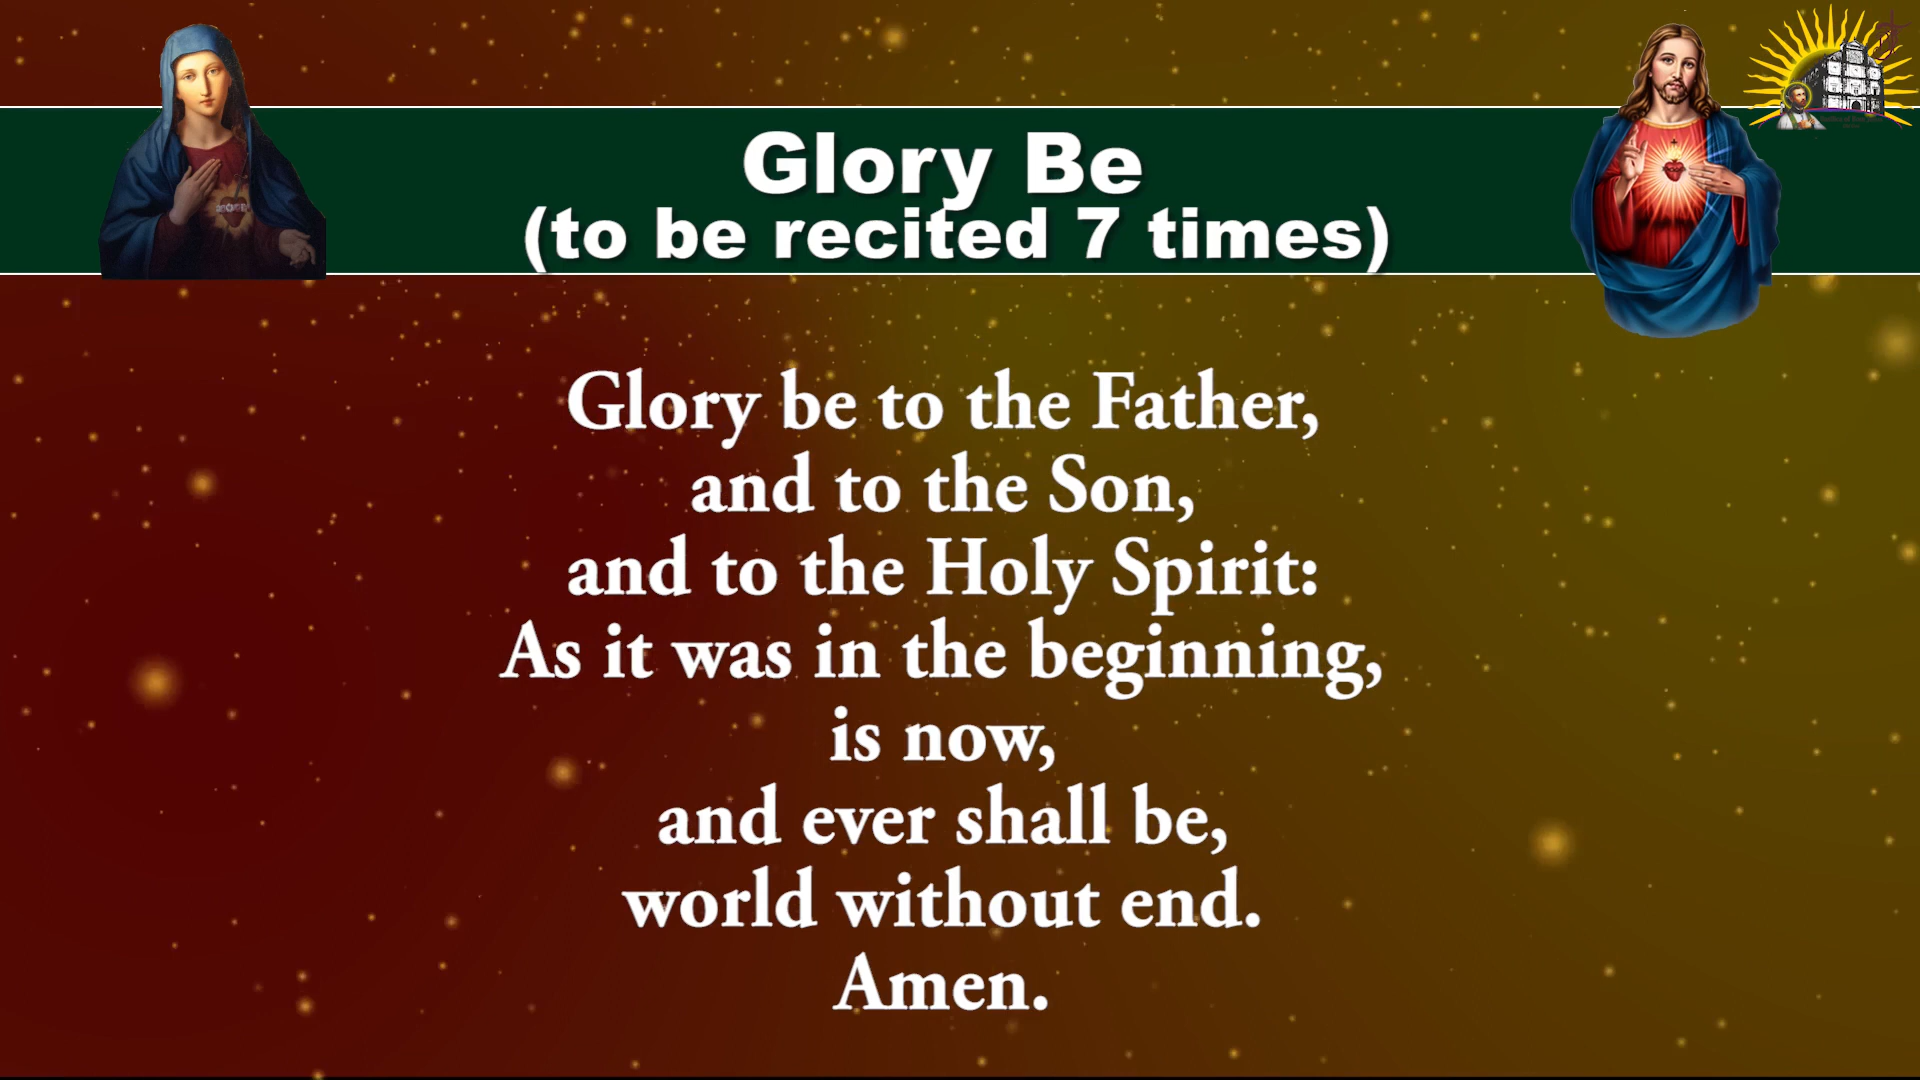 Glory Be
(to be recited 7 times)
Glory be to the Father,
and to the Son,
and to the Holy Spirit:
As it was in the beginning,
is now,
and ever shall be,
world without end.
Amen.